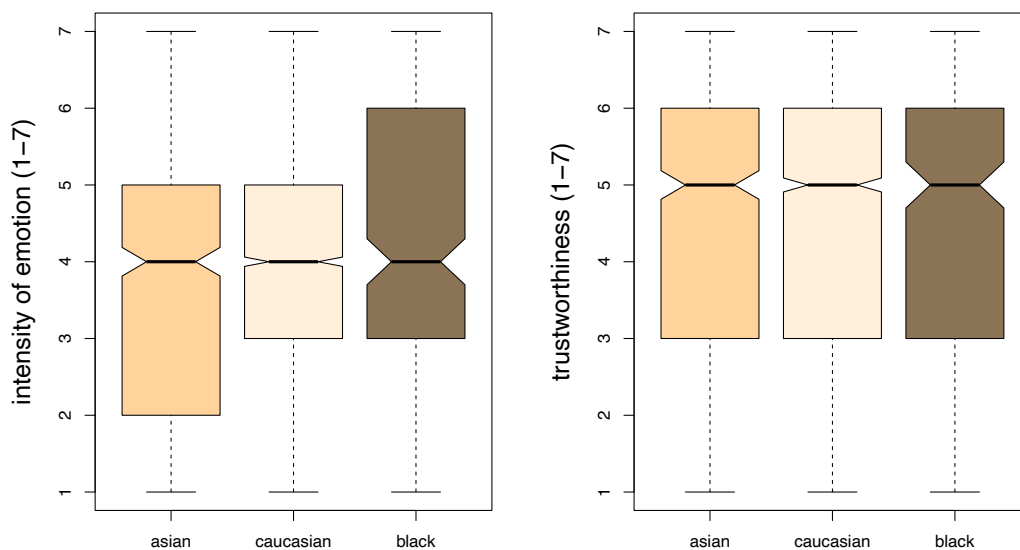 intensity of emotion (1−7)
7
6
5
4
3
2
1
asian
caucasian
black
trustworthiness (1−7)
7
6
5
4
3
2
1
asian
caucasian
black